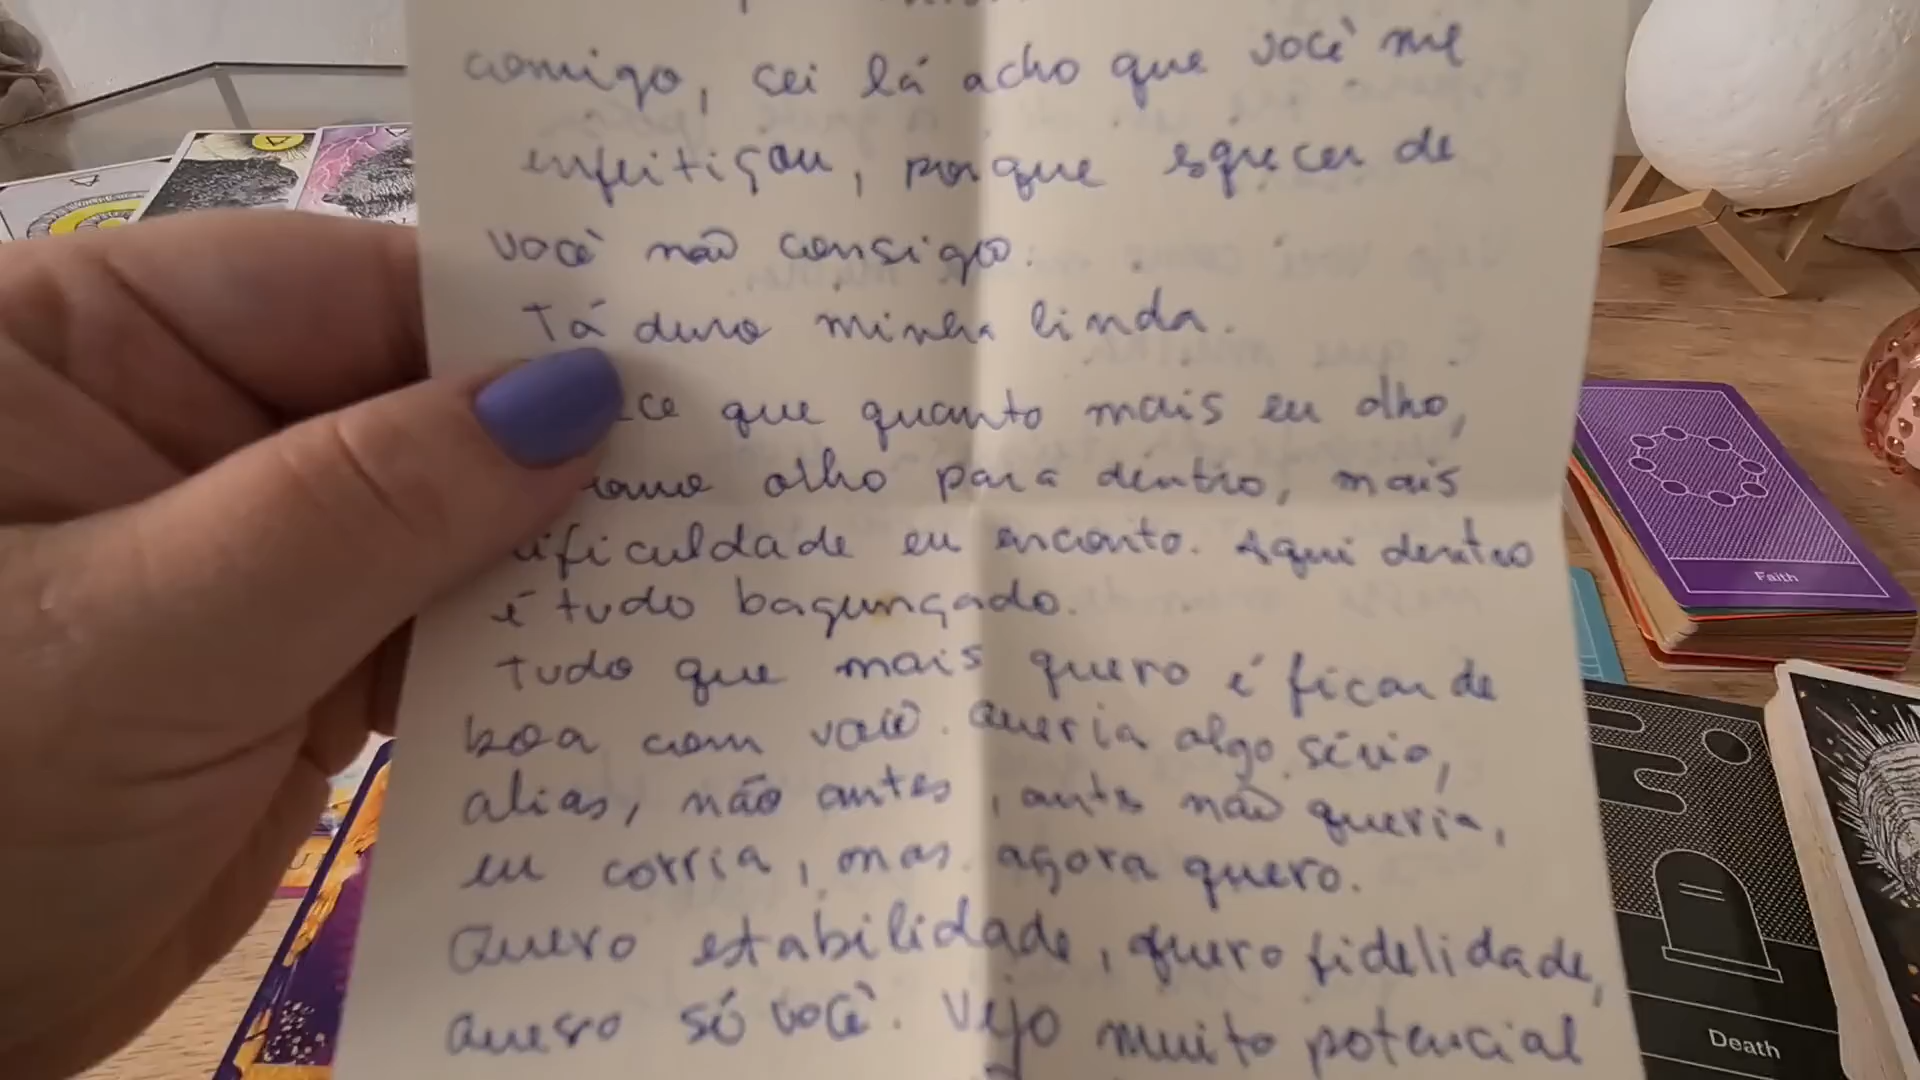 comigo, sei lá acho que você me
enfeitiçou, porque esquecer de
você não consigo.
Tá duro minha linda.
ce que quanto mais eu olho,
olho para dentro, mais
ificuldade eu encontro. Aqui dentro
é tudo bagunçado.
Tudo que mais quero é ficar de
boa com você. Queria algo sério,
alias, não antes, antes não queria,
eu corria, mas agora quero.
Quero estabilidade, quero fidelidade,
quero só você. Vejo muito potencial
Faith
Death